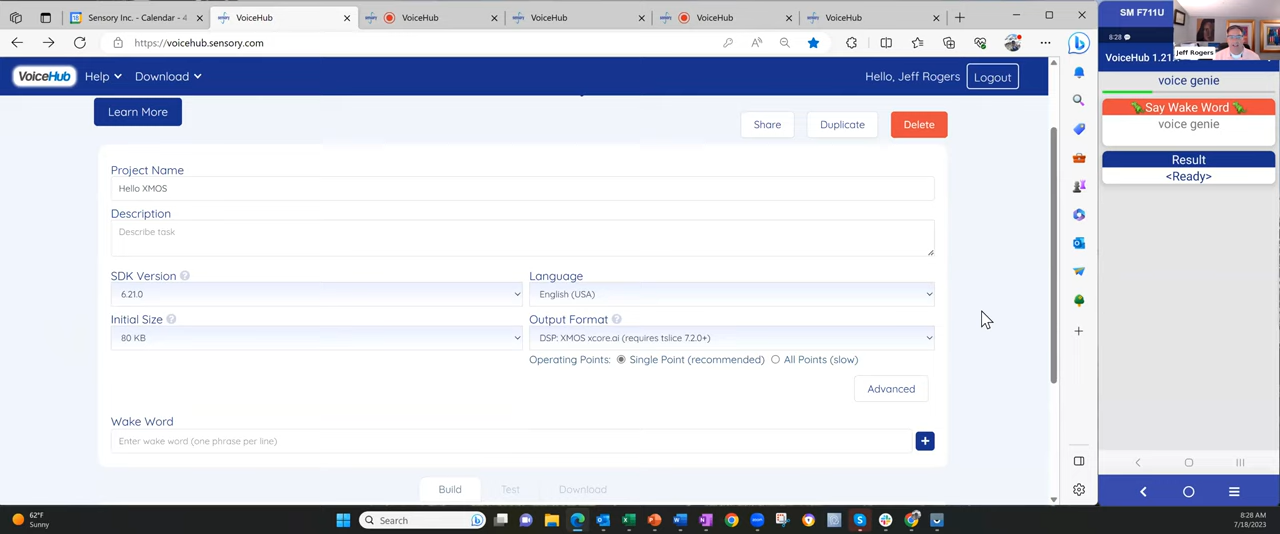 Sensory Inc. - Calendar - 4
VoiceHub
VoiceHub
VoiceHub
VoiceHub
VoiceHub
https://voicehub.sensory.com
VoiceHub
Help
Download
Hello, Jeff Rogers
Logout
Learn More
Share
Duplicate
Delete
Project Name
Hello XMOS
Description
Describe task
SDK Version
Language
6.21.0
English (USA)
Initial Size
Output Format
80 KB
DSP: XMOS xcore.ai (requires tslice 7.2.0+)
Operating Points:
Single Point (recommended)
All Points (slow)
Advanced
Wake Word
Enter wake word (one phrase per line)
Build
Test
Download
SM F711U
8:28
Jeff Rogers
VoiceHub 1.21
voice genie
Say Wake Word
voice genie
Result
<Ready>
62°F
Sunny
Search
8:28 AM
7/18/2023